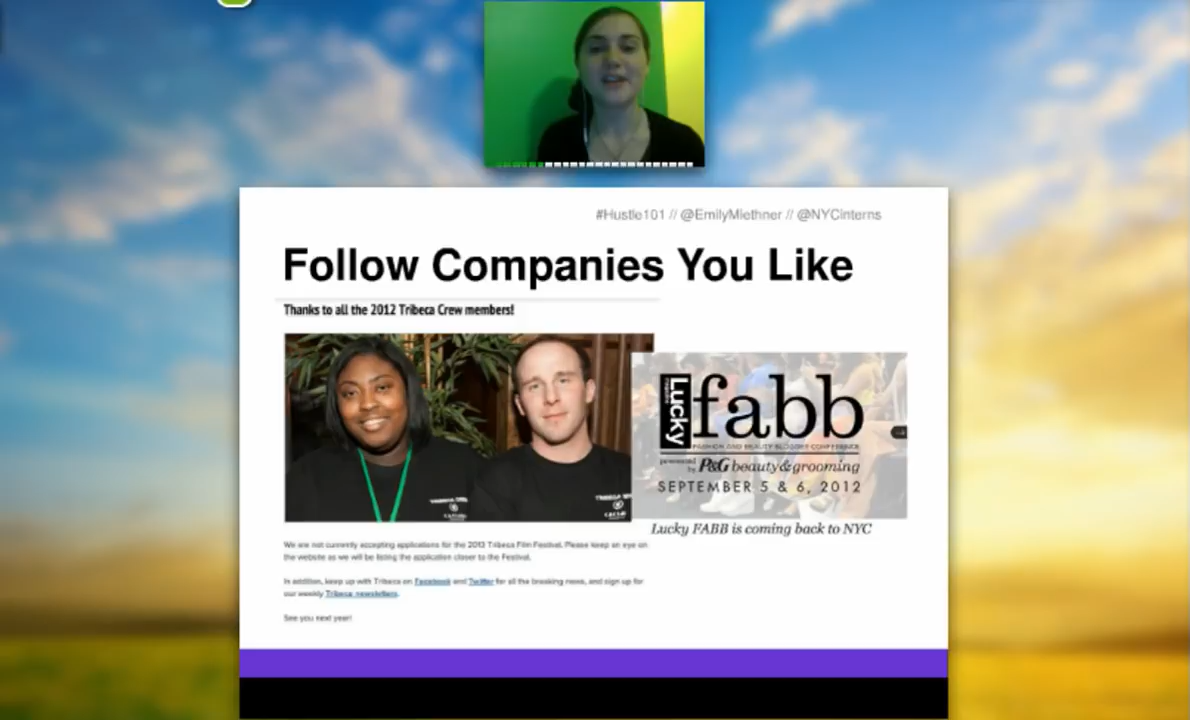 #Hustle101 // @EmilyMiethner // @NYCinterns
Follow Companies You Like
Thanks to all the 2012 Tribeca Crew members!
Lucky
fabb
FASHION AND BEAUTY BLOGGER CONFERENCE
powered by P&G beauty&grooming
SEPTEMBER 5 & 6, 2012
Lucky FABB is coming back to NYC
We are not currently accepting applications for the 2013 Tribeca Film Festival. Please keep an eye on
the website as we will be listing the application closer to the Festival.
In addition, keep up with Tribeca on Facebook and Twitter for all the breaking news, and sign up for
our weekly Tribeca newsletters.
See you next year!